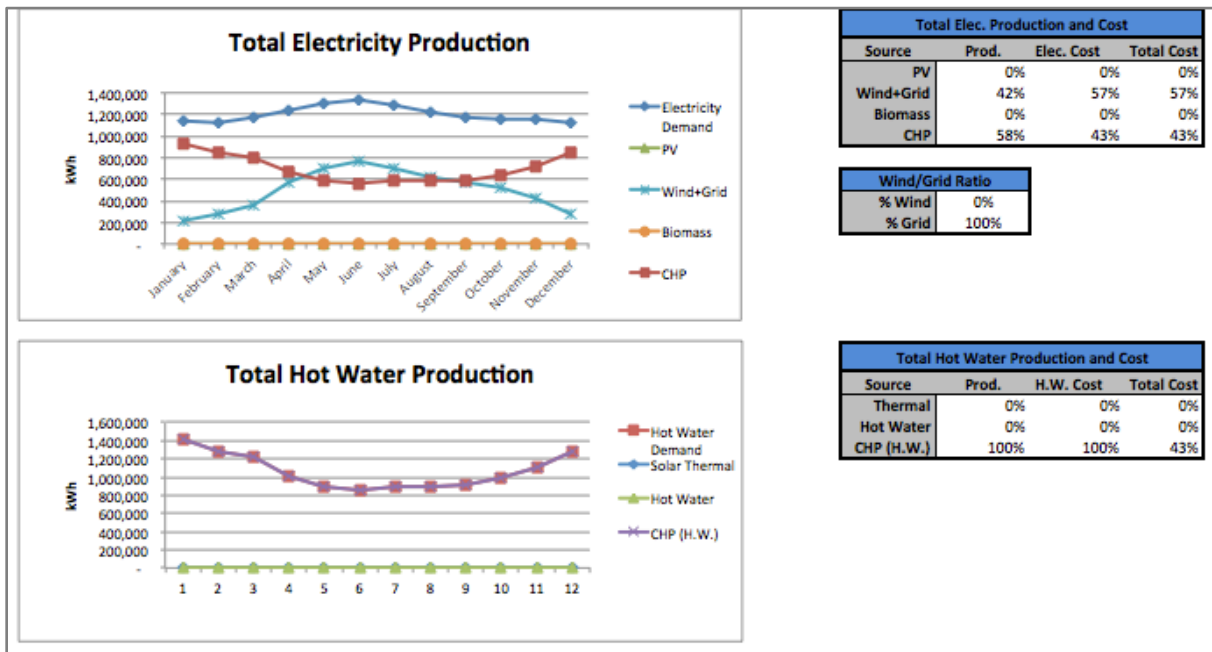 Total Electricity Production
1,400,000
1,200,000
1,000,000
800,000
600,000
400,000
200,000
-
kWh
January
February
March
April
May
June
July
August
September
October
November
December
Electricity
Demand
PV
Wind+Grid
Biomass
CHP
Total Elec. Production and Cost
Source Prod. Elec. Cost Total Cost
PV 0% 0% 0%
Wind+Grid 42% 57% 57%
Biomass 0% 0% 0%
CHP 58% 43% 43%
Wind/Grid Ratio
% Wind 0%
% Grid 100%
Total Hot Water Production
1,600,000
1,400,000
1,200,000
1,000,000
800,000
600,000
400,000
200,000
-
kWh
1 2 3 4 5 6 7 8 9 10 11 12
Hot Water
Demand
Solar Thermal
Hot Water
CHP (H.W.)
Total Hot Water Production and Cost
Source Prod. H.W. Cost Total Cost
Thermal 0% 0% 0%
Hot Water 0% 0% 0%
CHP (H.W.) 100% 100% 43%